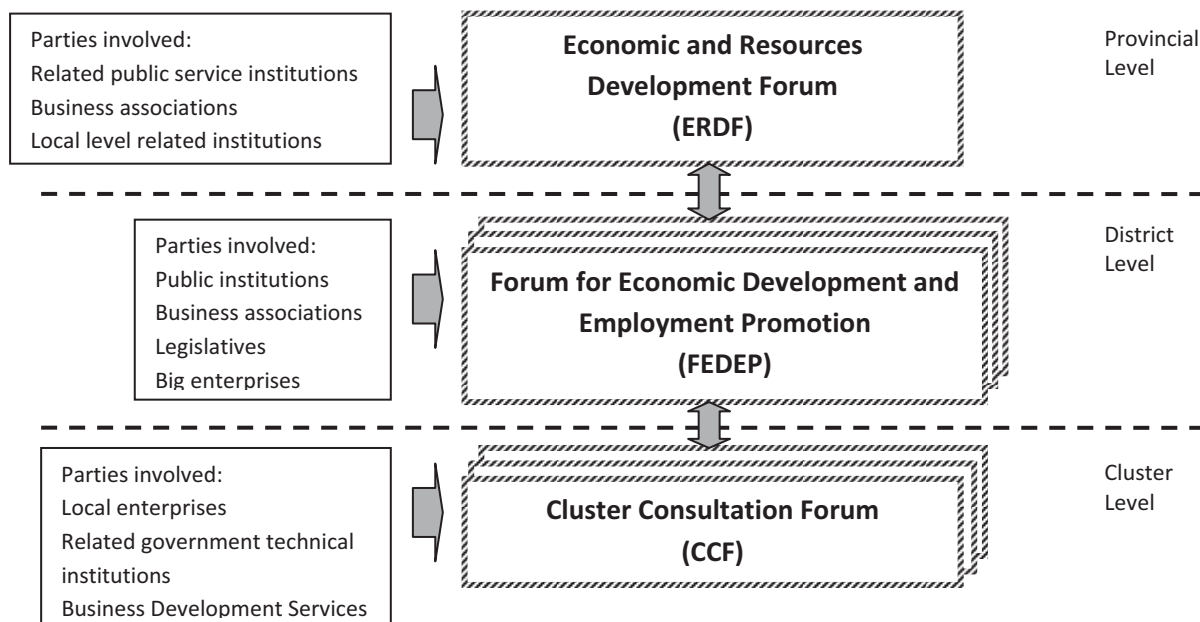 Parties involved:
Related public service institutions
Business associations
Local level related institutions
Economic and Resources
Development Forum
(ERDF)
Provincial
Level
Parties involved:
Public institutions
Business associations
Legislatives
Big enterprises
Forum for Economic Development and
Employment Promotion
(FEDEP)
District
Level
Parties involved:
Local enterprises
Related government technical
institutions
Business Development Services
Cluster Consultation Forum
(CCF)
Cluster
Level